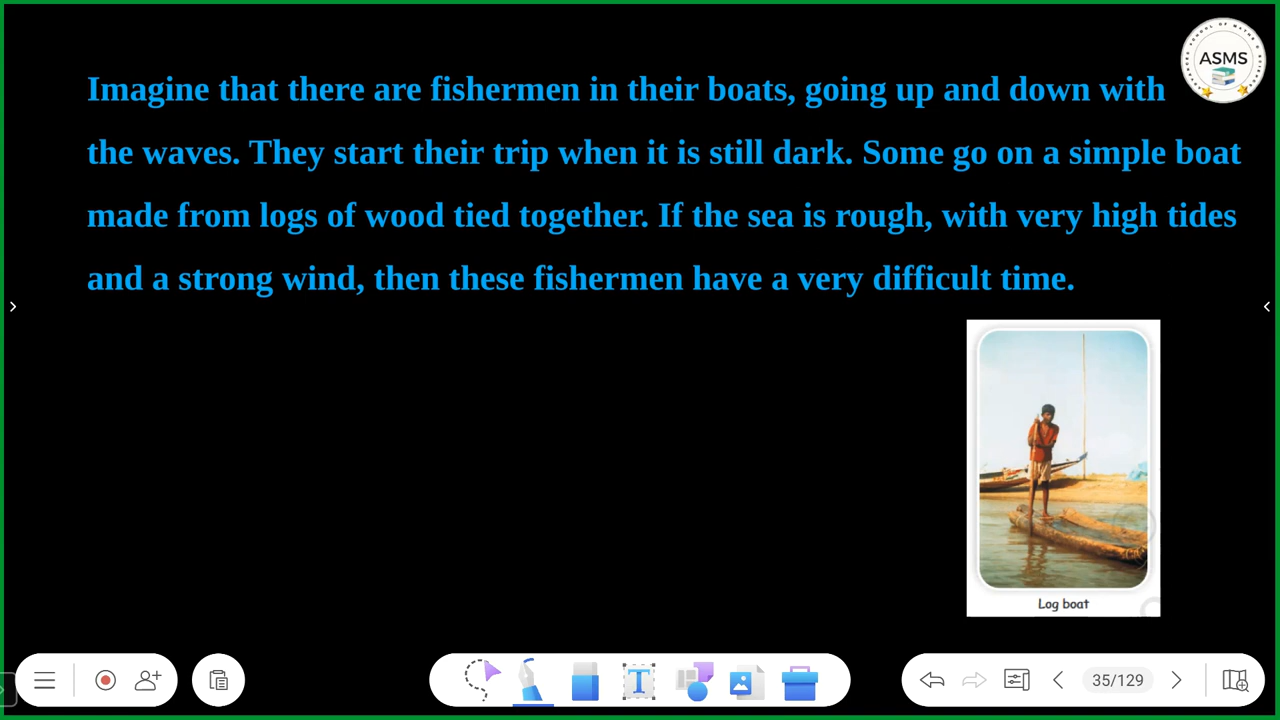 Imagine that there are fishermen in their boats, going up and down with
the waves. They start their trip when it is still dark. Some go on a simple boat
made from logs of wood tied together. If the sea is rough, with very high tides
and a strong wind, then these fishermen have a very difficult time.
ASMS
Log boat
35/129